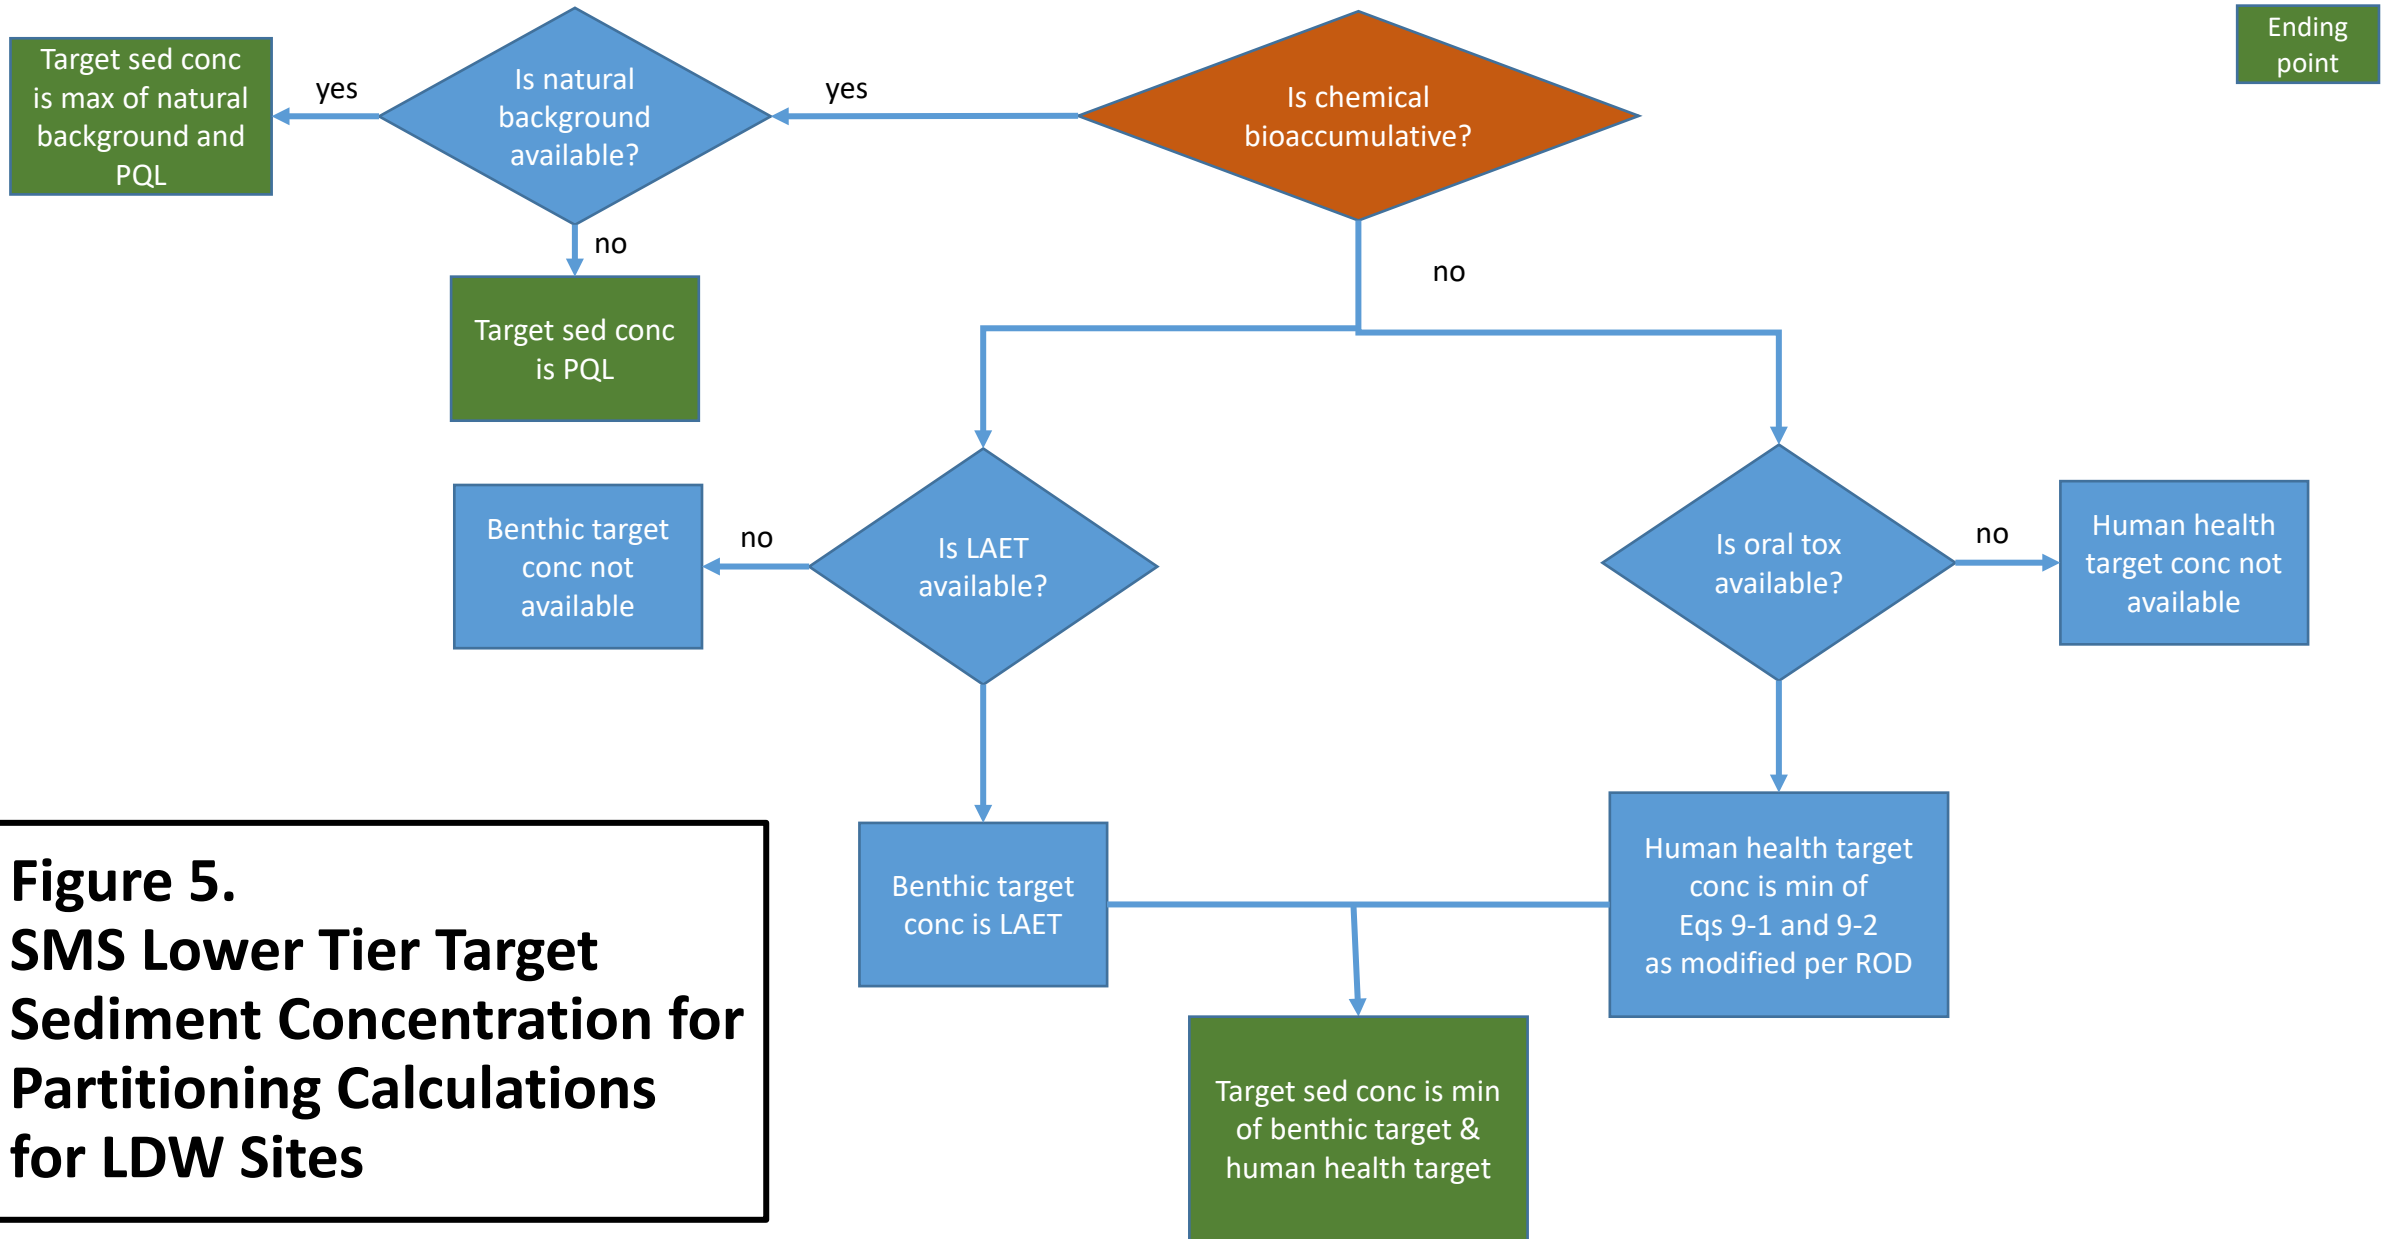 Target sed conc
is max of natural
background and
PQL
yes
Is natural
background
available?
yes
Is chemical
bioaccumulative?
Ending
point
no
Target sed conc
is PQL
no
Benthic target
conc not
available
no
Is LAET
available?
Is oral tox
available?
no
Human health
target conc not
available
Figure 5.
SMS Lower Tier Target
Sediment Concentration for
Partitioning Calculations
for LDW Sites
Benthic target
conc is LAET
Human health target
conc is min of
Eqs 9-1 and 9-2
as modified per ROD
Target sed conc is min
of benthic target &
human health target